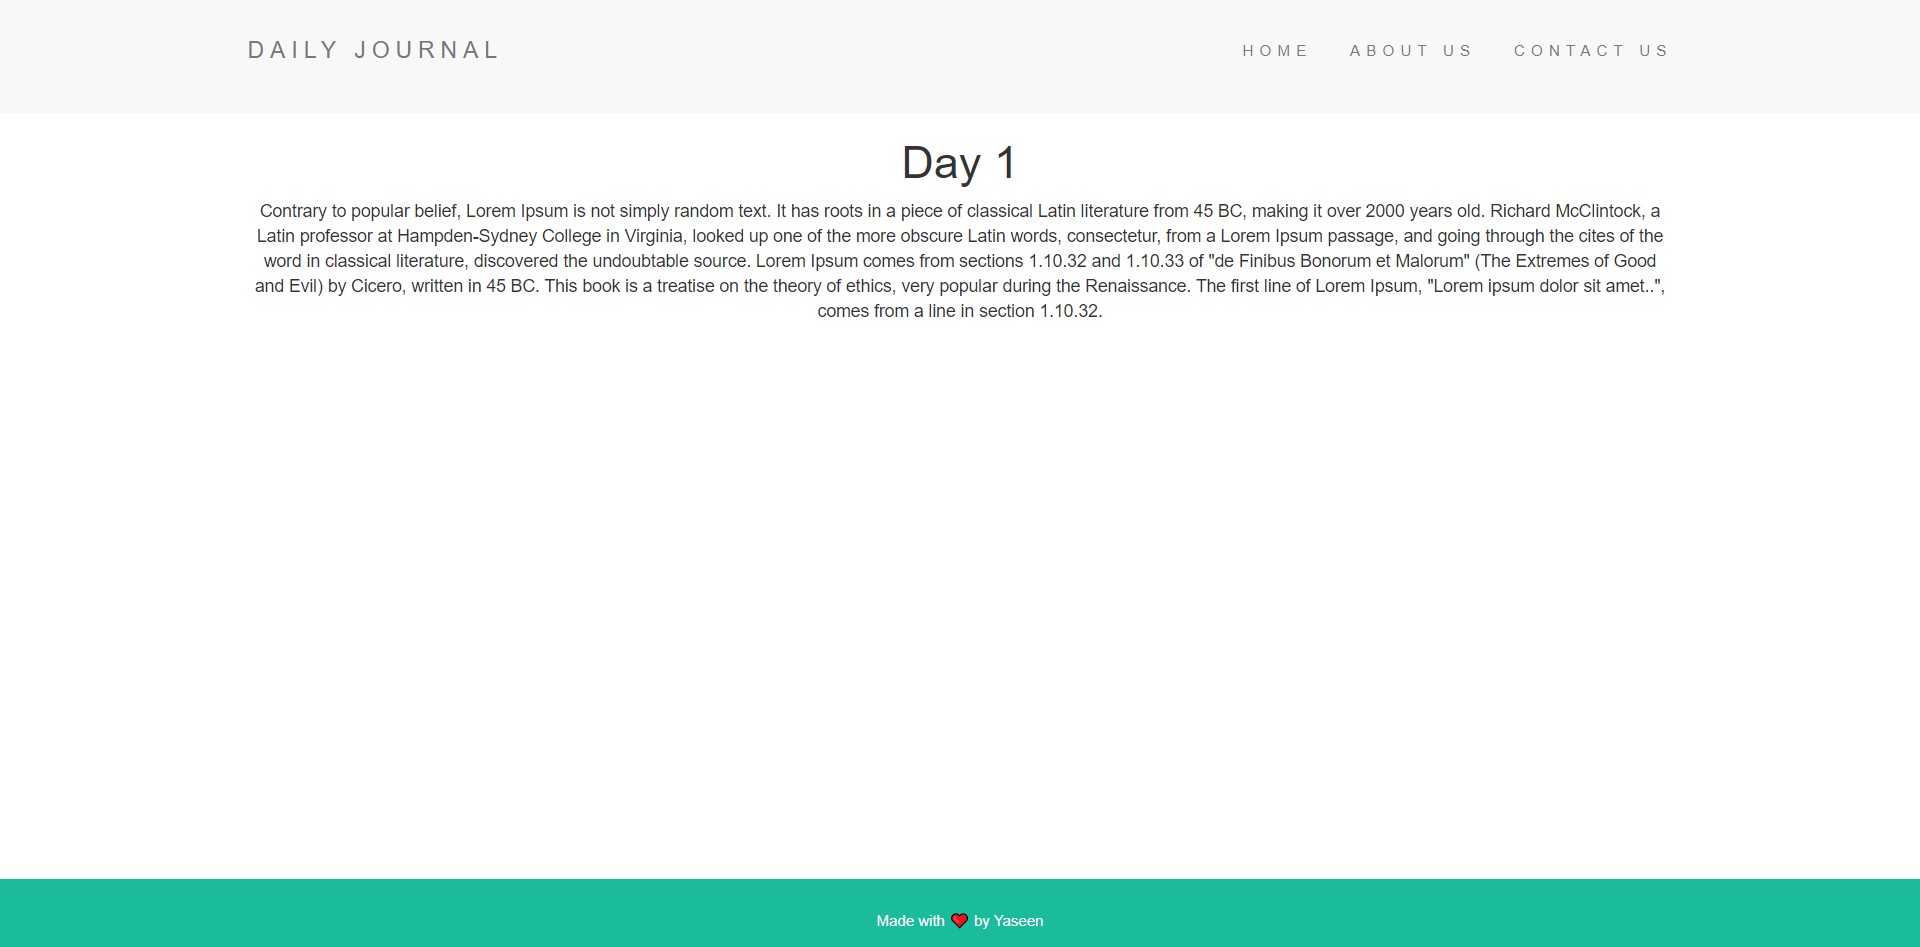 DAILY JOURNAL
HOME ABOUT US CONTACT US
Day 1
Contrary to popular belief, Lorem Ipsum is not simply random text. It has roots in a piece of classical Latin literature from 45 BC, making it over 2000 years old. Richard McClintock, a
Latin professor at Hampden-Sydney College in Virginia, looked up one of the more obscure Latin words, consectetur, from a Lorem Ipsum passage, and going through the cites of the
word in classical literature, discovered the undoubtable source. Lorem Ipsum comes from sections 1.10.32 and 1.10.33 of "de Finibus Bonorum et Malorum" (The Extremes of Good
and Evil) by Cicero, written in 45 BC. This book is a treatise on the theory of ethics, very popular during the Renaissance. The first line of Lorem Ipsum, "Lorem ipsum dolor sit amet..",
comes from a line in section 1.10.32.
Made with ❤ by Yaseen